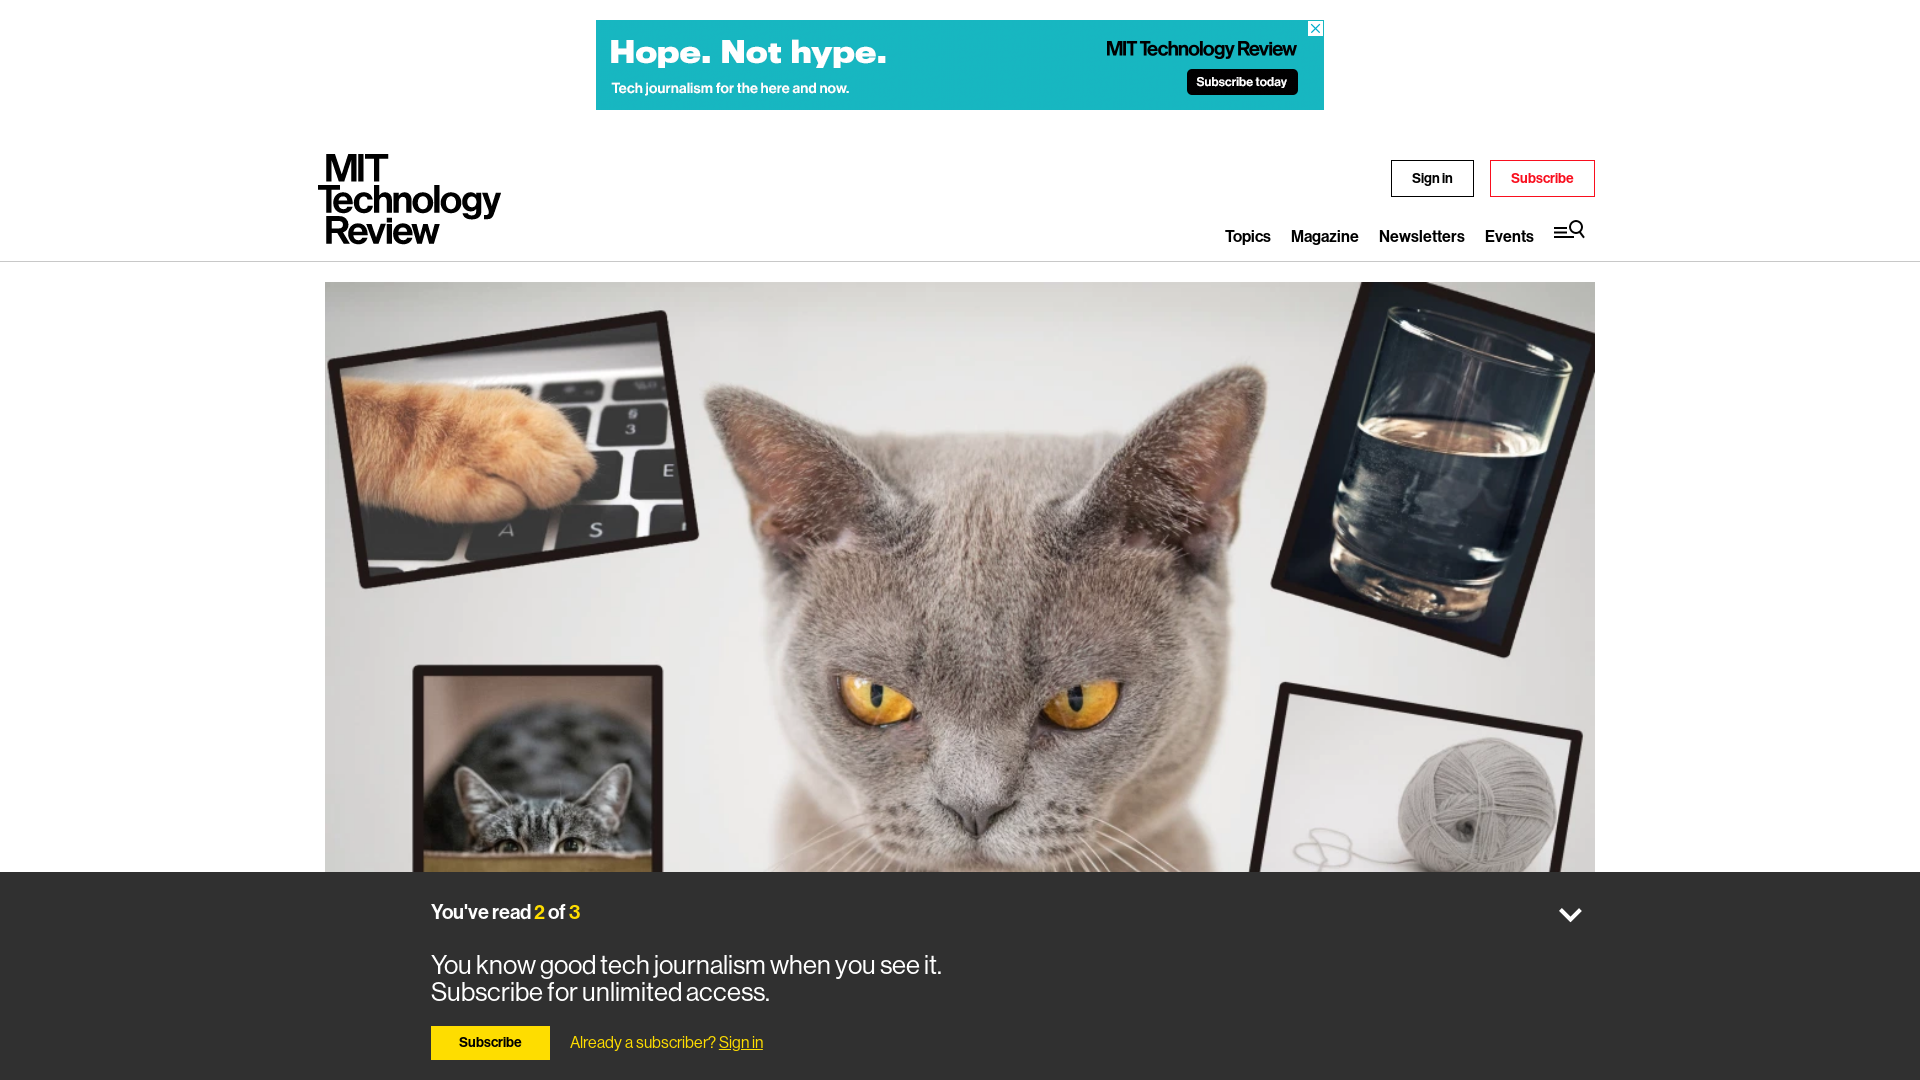 Hope. Not hype.
Tech journalism for the here and now.
MIT Technology Review
Subscribe today
MIT
Technology
Review
Sign in
Subscribe
Topics
Magazine
Newsletters
Events
3
E
A
S
You've read 2 of 3
You know good tech journalism when you see it.
Subscribe for unlimited access.
Subscribe
Already a subscriber? Sign in